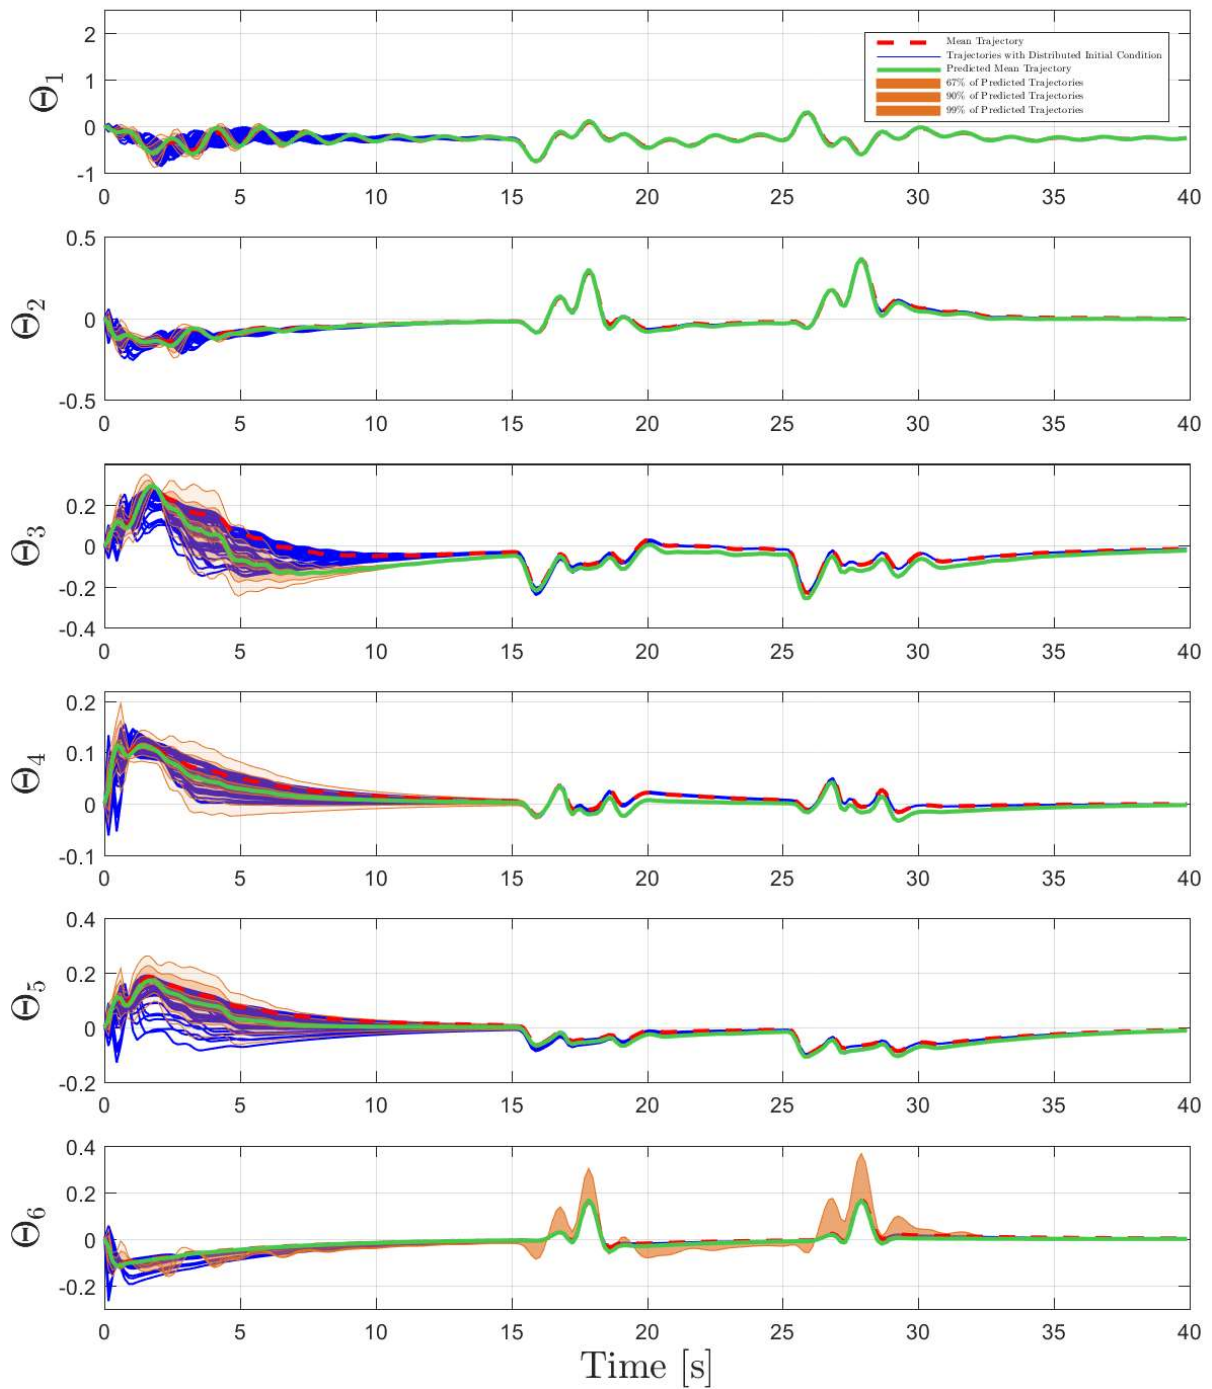 2
1
0
-1
Θ1
Mean Trajectory
Trajectories with Distributed Initial Condition
Predicted Mean Trajectory
67% of Predicted Trajectories
90% of Predicted Trajectories
99% of Predicted Trajectories
0 5 10 15 20 25 30 35 40
0.5
0
-0.5
Θ2
0 5 10 15 20 25 30 35 40
0.2
0
-0.2
-0.4
Θ3
0 5 10 15 20 25 30 35 40
0.2
0.1
0
-0.1
Θ4
0 5 10 15 20 25 30 35 40
0.4
0.2
0
-0.2
Θ5
0 5 10 15 20 25 30 35 40
0.4
0.2
0
-0.2
Θ6
0 5 10 15 20 25 30 35 40
Time [s]